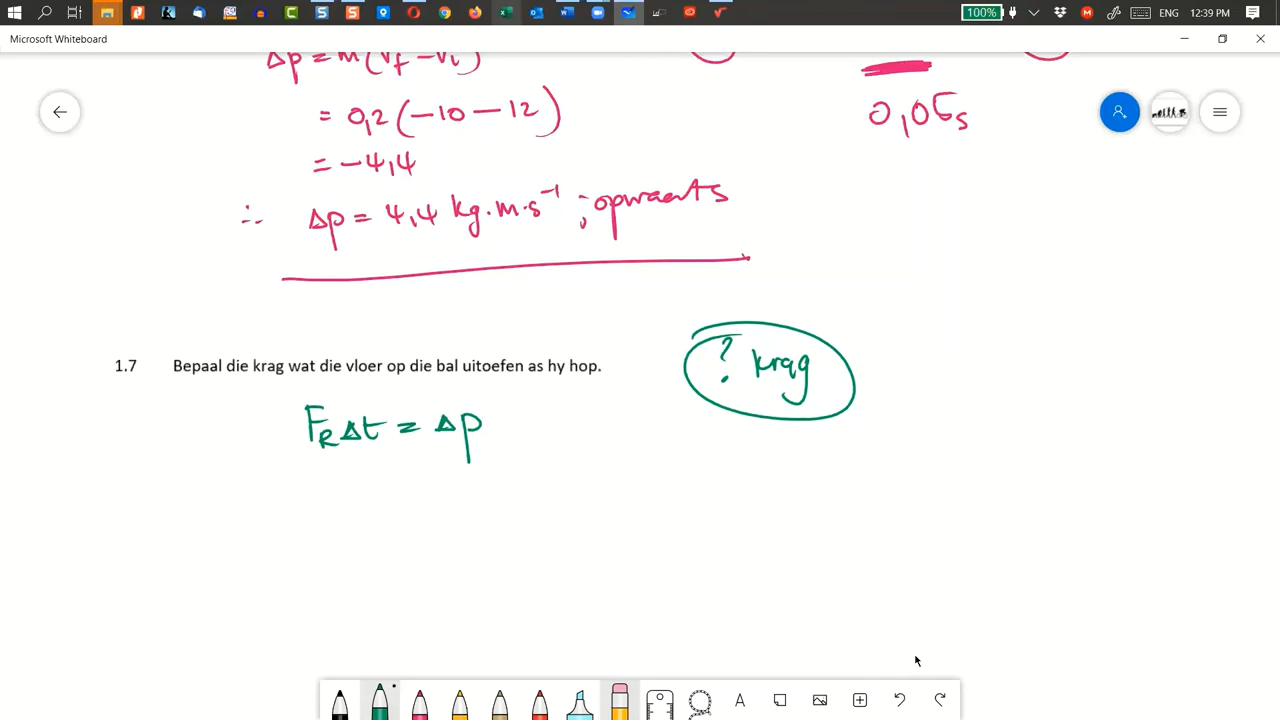 100%
ENG
12:39 PM
Microsoft Whiteboard
Δp = m(vf - vi)
= 0,2 (-10 - 12)
= -4,4
∴ Δp = 4,4 kg.m.s⁻¹ ; opwaarts
0,05s
1.7 Bepaal die krag wat die vloer op die bal uitoefen as hy hop.
? krag
FRΔt = Δp